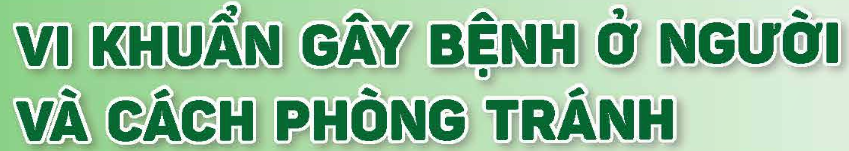 VI KHUẨN GÂY BỆNH Ở NGƯỜI
VÀ CÁCH PHÒNG TRÁNH